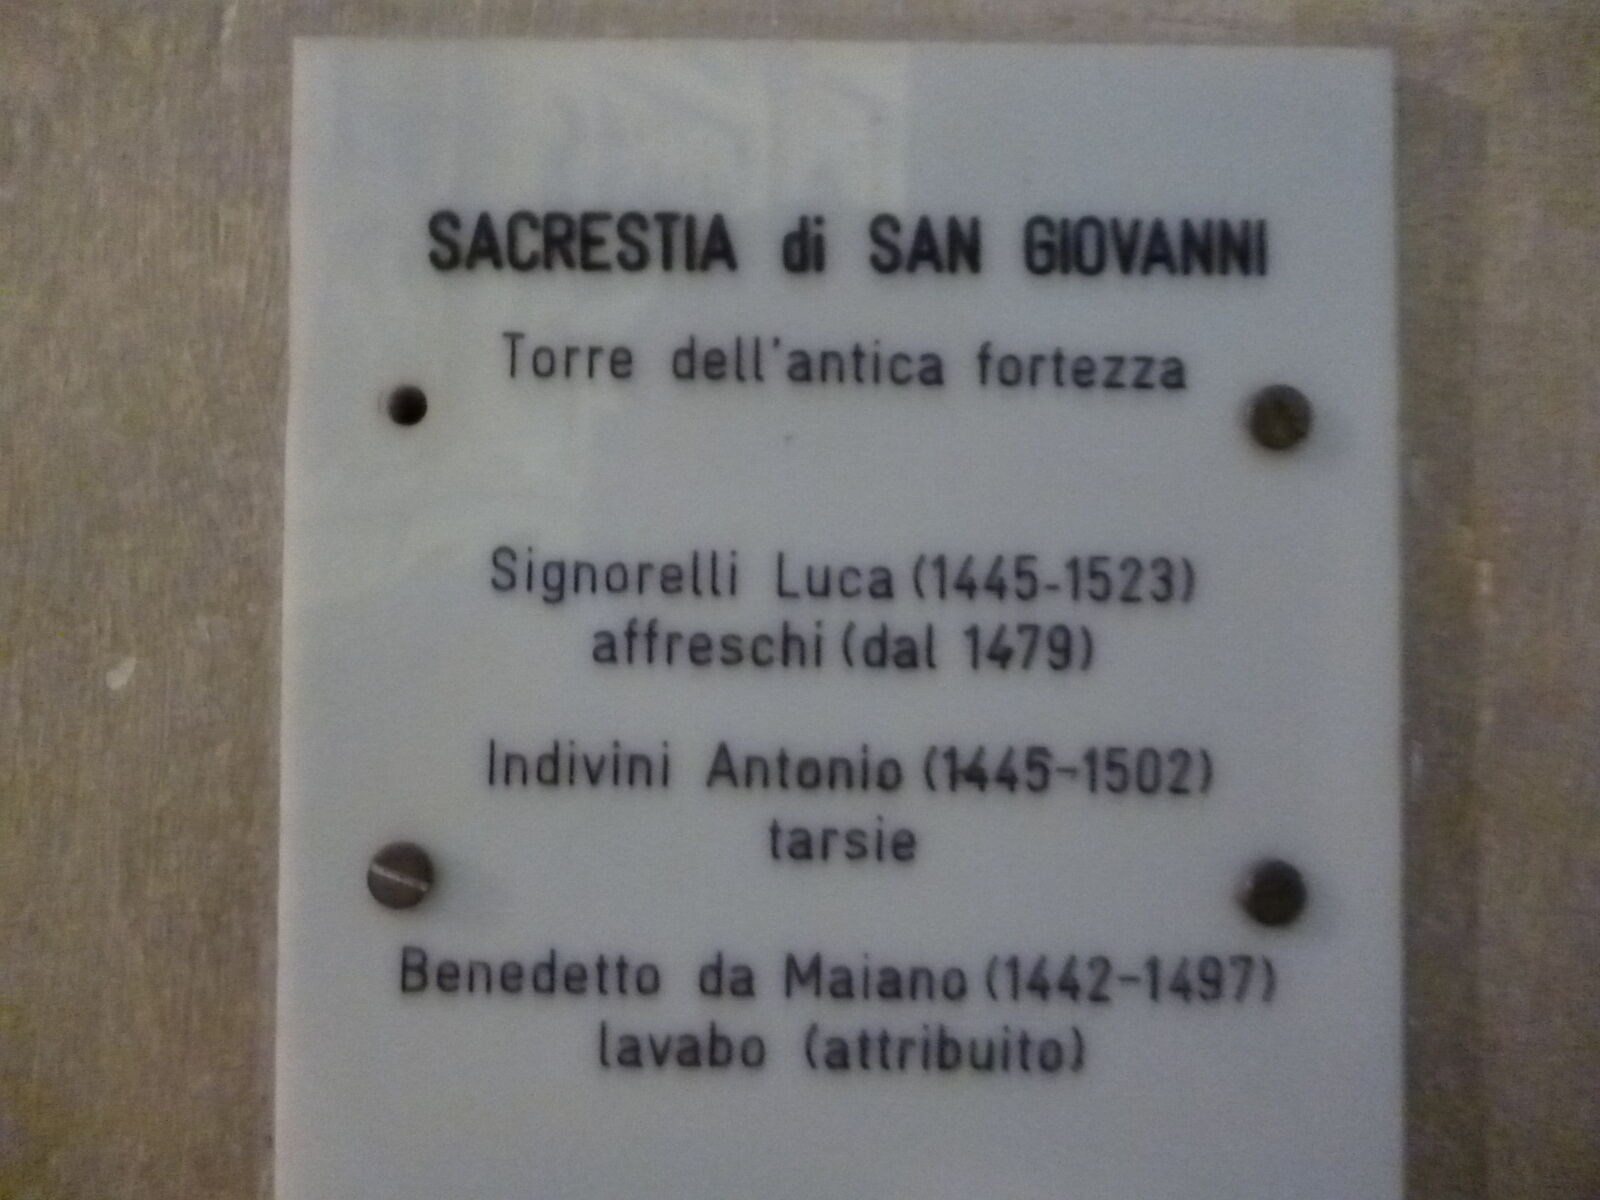 SACRESTIA di SAN GIOVANNI
Torre dell'antica fortezza
Signorelli Luca (1445-1523)
affreschi (dal 1479)
Indivini Antonio (1445-1502)
tarsie
Benedetto da Maiano (1442-1497)
lavabo (attribuito)